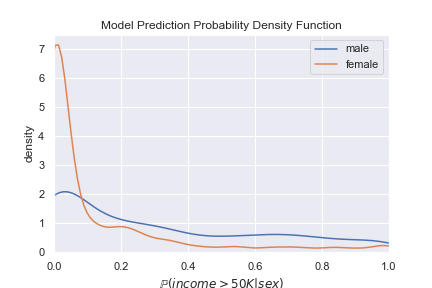 Model Prediction Probability Density Function
male
female
density
7
6
5
4
3
2
1
0
0.0 0.2 0.4 0.6 0.8 1.0
ℙ(income > 50K|sex)